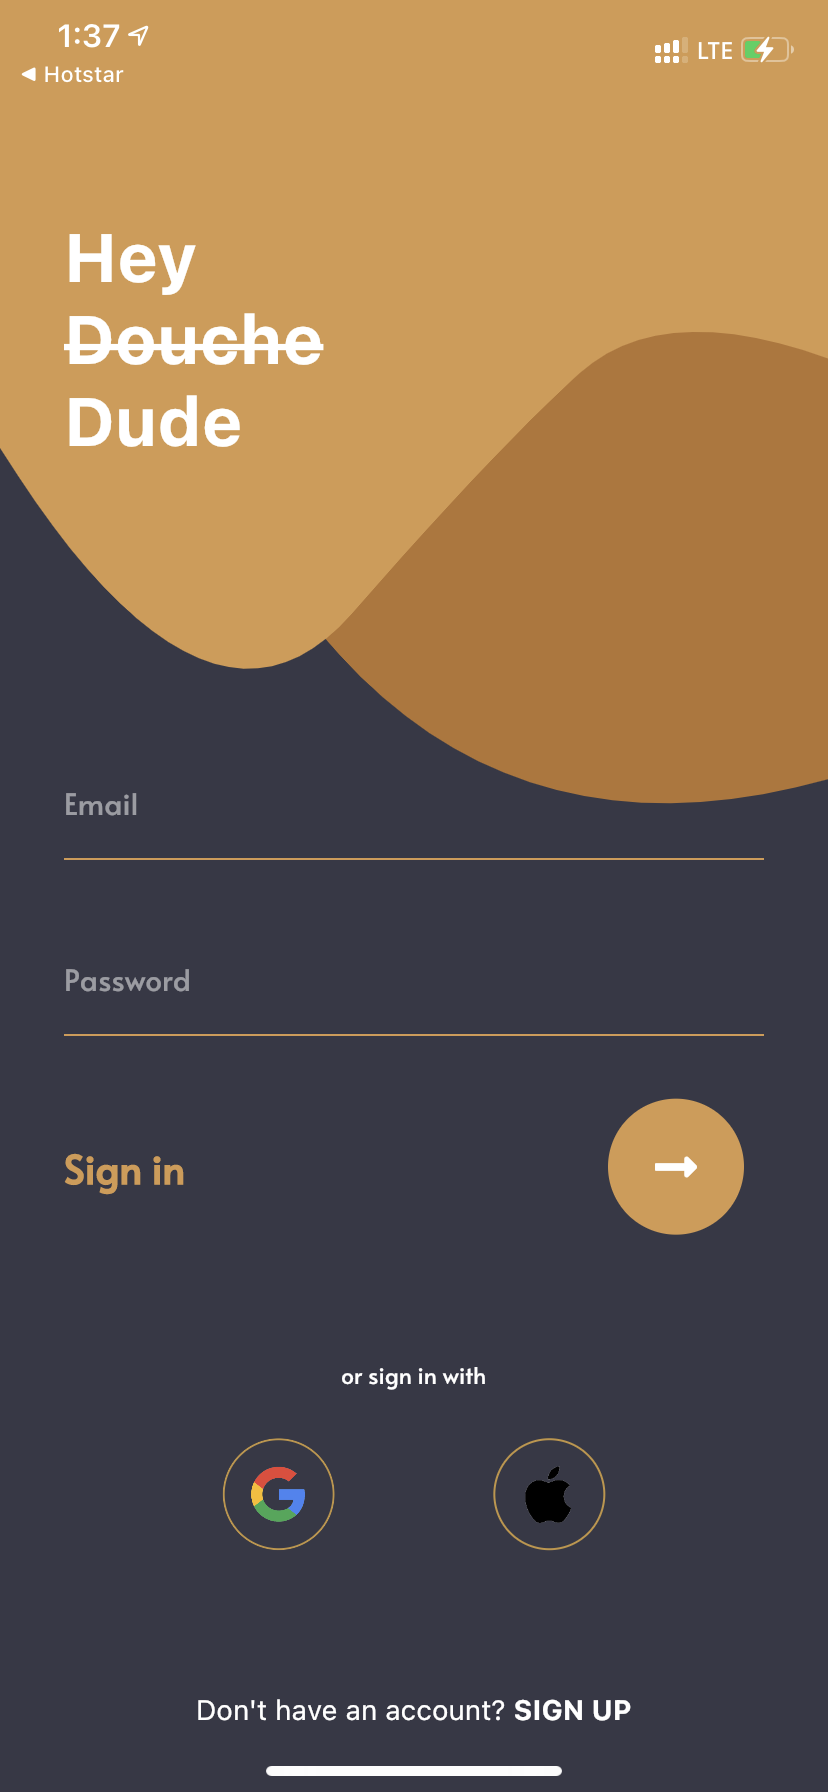 1:37
LTE
Hotstar
Hey
Douche
Dude
Email
Password
Sign in
or sign in with
Don't have an account? SIGN UP